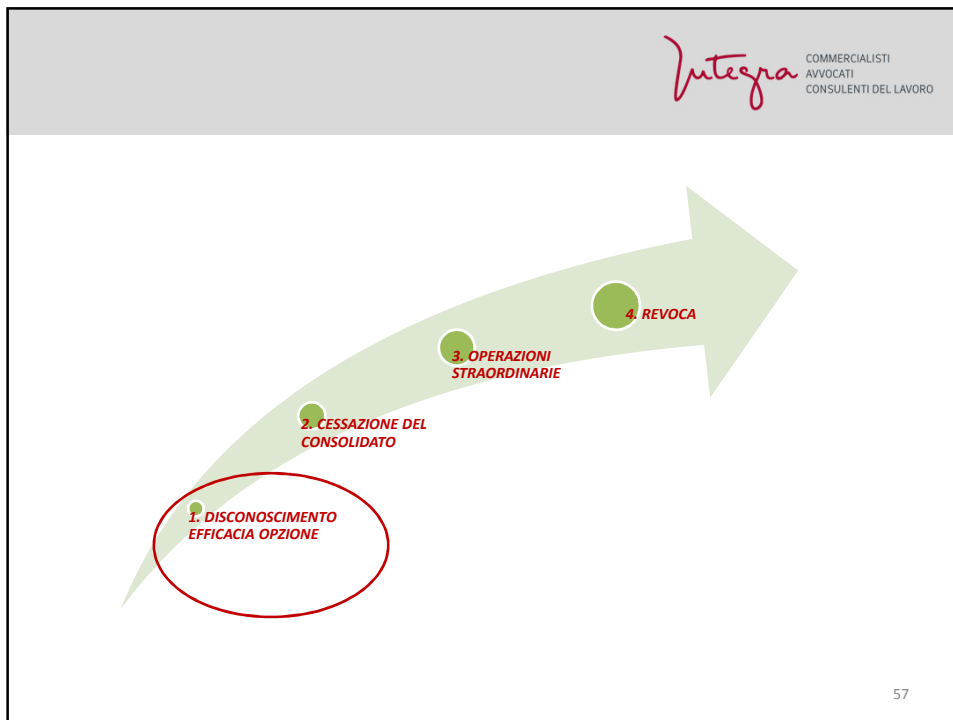 Integra
COMMERCIALISTI
AVVOCATI
CONSULENTI DEL LAVORO
4. REVOCA
3. OPERAZIONI
STRAORDINARIE
2. CESSAZIONE DEL
CONSOLIDATO
1. DISCONOSCIMENTO
EFFICACIA OPZIONE
57